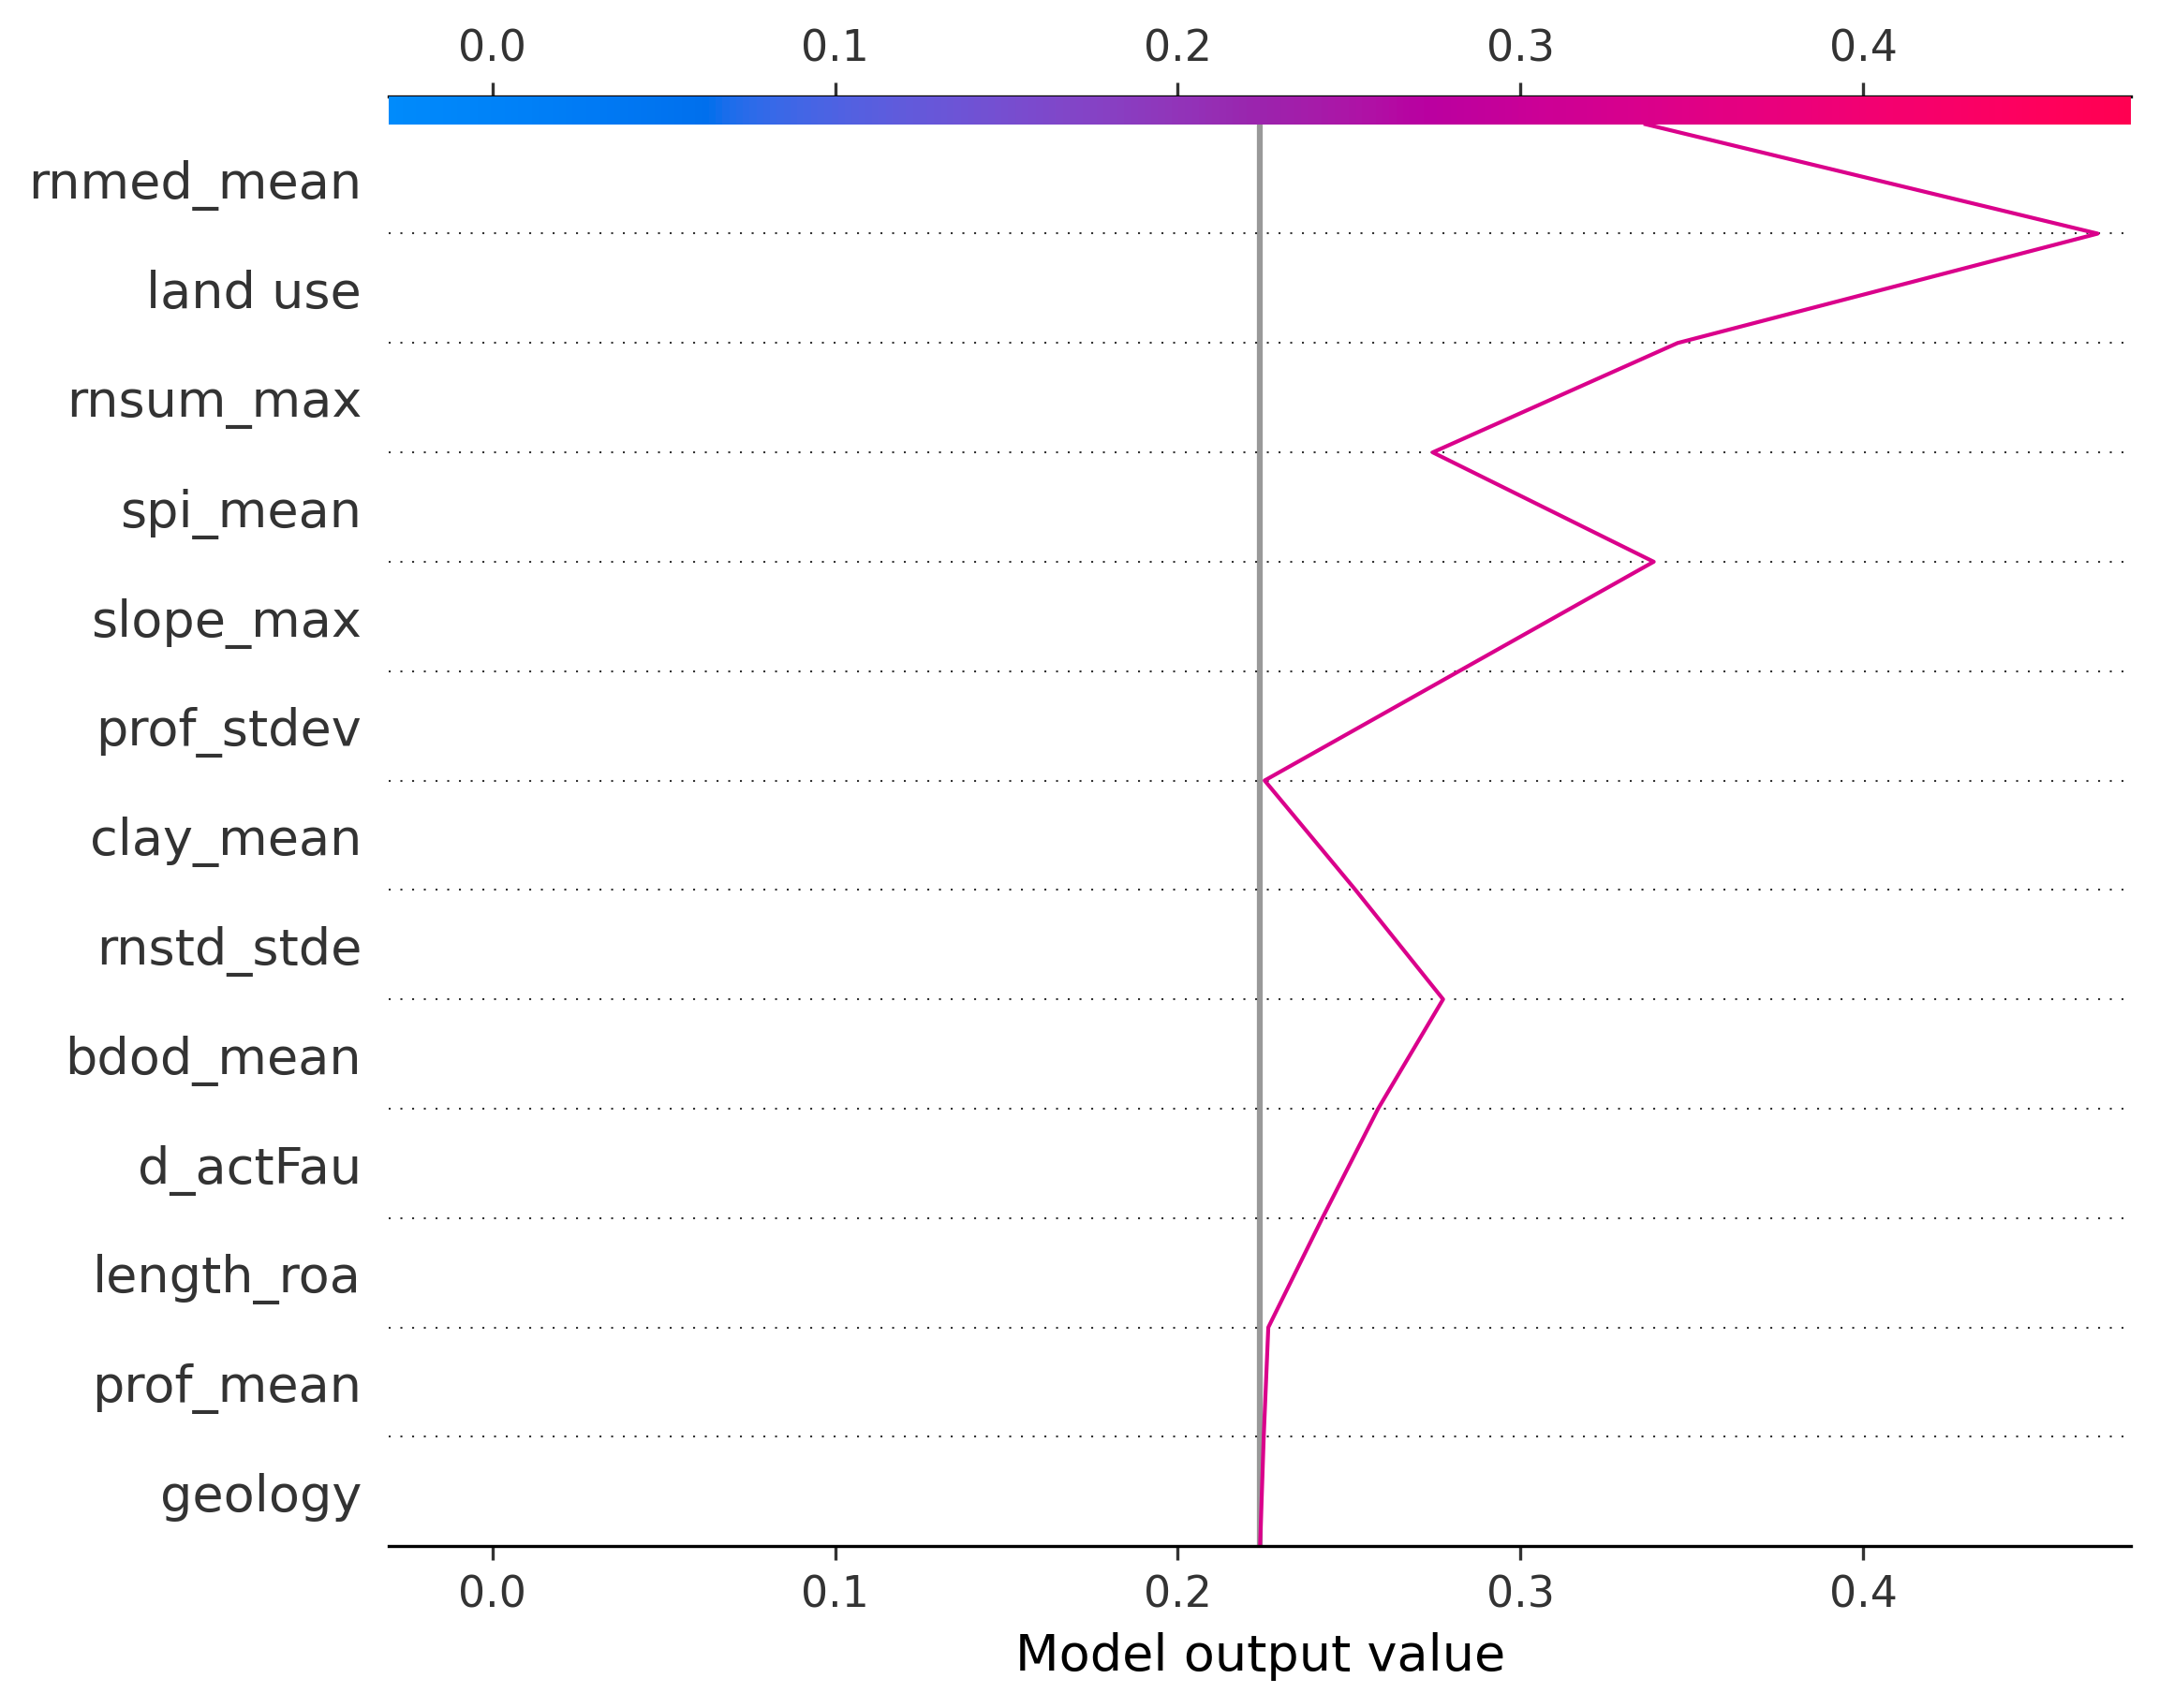 0.0 0.1 0.2 0.3 0.4
rnmed_mean
land use
rnsum_max
spi_mean
slope_max
prof_stdev
clay_mean
rnstd_stde
bdod_mean
d_actFau
length_roa
prof_mean
geology
0.0 0.1 0.2 0.3 0.4
Model output value